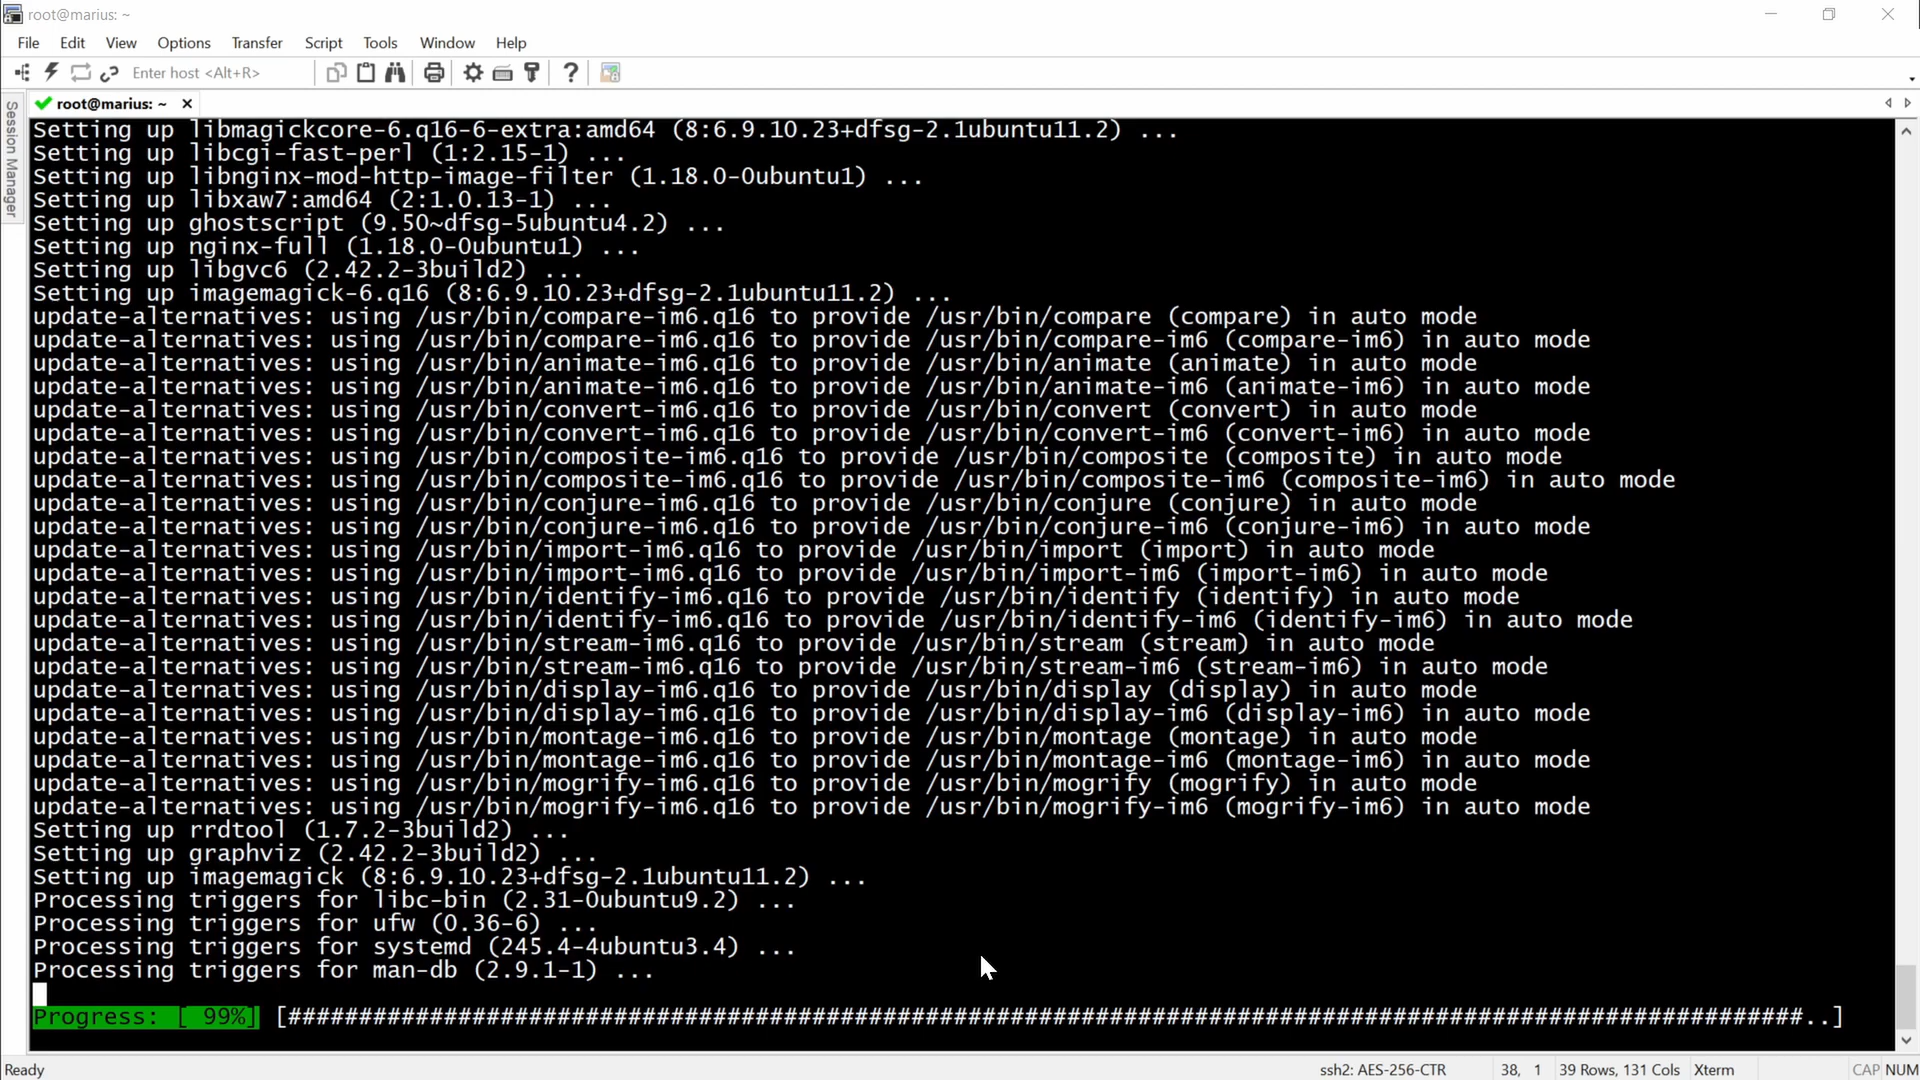 root@marius: ~
File Edit View Options Transfer Script Tools Window Help
Enter host <Alt+R>
Session Manager
root@marius: ~
Setting up libmagickcore-6.q16-6-extra:amd64 (8:6.9.10.23+dfsg-2.1ubuntu11.2) ...
Setting up libcgi-fast-perl (1:2.15-1) ...
Setting up libnginx-mod-http-image-filter (1.18.0-0ubuntu1) ...
Setting up libxaw7:amd64 (2:1.0.13-1) ...
Setting up ghostscript (9.50~dfsg-5ubuntu4.2) ...
Setting up nginx-full (1.18.0-0ubuntu1) ...
Setting up libgvc6 (2.42.2-3build2) ...
Setting up imagemagick-6.q16 (8:6.9.10.23+dfsg-2.1ubuntu11.2) ...
update-alternatives: using /usr/bin/compare-im6.q16 to provide /usr/bin/compare (compare) in auto mode
update-alternatives: using /usr/bin/compare-im6.q16 to provide /usr/bin/compare-im6 (compare-im6) in auto mode
update-alternatives: using /usr/bin/animate-im6.q16 to provide /usr/bin/animate (animate) in auto mode
update-alternatives: using /usr/bin/animate-im6.q16 to provide /usr/bin/animate-im6 (animate-im6) in auto mode
update-alternatives: using /usr/bin/convert-im6.q16 to provide /usr/bin/convert (convert) in auto mode
update-alternatives: using /usr/bin/convert-im6.q16 to provide /usr/bin/convert-im6 (convert-im6) in auto mode
update-alternatives: using /usr/bin/composite-im6.q16 to provide /usr/bin/composite (composite) in auto mode
update-alternatives: using /usr/bin/composite-im6.q16 to provide /usr/bin/composite-im6 (composite-im6) in auto mode
update-alternatives: using /usr/bin/conjure-im6.q16 to provide /usr/bin/conjure (conjure) in auto mode
update-alternatives: using /usr/bin/conjure-im6.q16 to provide /usr/bin/conjure-im6 (conjure-im6) in auto mode
update-alternatives: using /usr/bin/import-im6.q16 to provide /usr/bin/import (import) in auto mode
update-alternatives: using /usr/bin/import-im6.q16 to provide /usr/bin/import-im6 (import-im6) in auto mode
update-alternatives: using /usr/bin/identify-im6.q16 to provide /usr/bin/identify (identify) in auto mode
update-alternatives: using /usr/bin/identify-im6.q16 to provide /usr/bin/identify-im6 (identify-im6) in auto mode
update-alternatives: using /usr/bin/stream-im6.q16 to provide /usr/bin/stream (stream) in auto mode
update-alternatives: using /usr/bin/stream-im6.q16 to provide /usr/bin/stream-im6 (stream-im6) in auto mode
update-alternatives: using /usr/bin/display-im6.q16 to provide /usr/bin/display (display) in auto mode
update-alternatives: using /usr/bin/display-im6.q16 to provide /usr/bin/display-im6 (display-im6) in auto mode
update-alternatives: using /usr/bin/montage-im6.q16 to provide /usr/bin/montage (montage) in auto mode
update-alternatives: using /usr/bin/montage-im6.q16 to provide /usr/bin/montage-im6 (montage-im6) in auto mode
update-alternatives: using /usr/bin/mogrify-im6.q16 to provide /usr/bin/mogrify (mogrify) in auto mode
update-alternatives: using /usr/bin/mogrify-im6.q16 to provide /usr/bin/mogrify-im6 (mogrify-im6) in auto mode
Setting up rrdtool (1.7.2-3build2) ...
Setting up graphviz (2.42.2-3build2) ...
Setting up imagemagick (8:6.9.10.23+dfsg-2.1ubuntu11.2) ...
Processing triggers for libc-bin (2.31-0ubuntu9.2) ...
Processing triggers for ufw (0.36-6) ...
Processing triggers for systemd (245.4-4ubuntu3.4) ...
Processing triggers for man-db (2.9.1-1) ...
Progress: [ 99%] [###########################################################################################################..]
Ready ssh2: AES-256-CTR 38, 1 39 Rows, 131 Cols Xterm CAP NUM